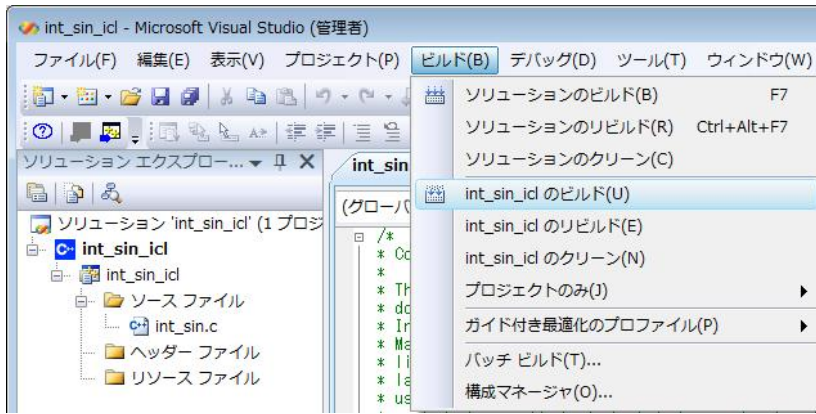 int_sin_icl - Microsoft Visual Studio (管理者)
ファイル(F) 編集(E) 表示(V) プロジェクト(P) ビルド(B) デバッグ(D) ツール(T) ウィンドウ(W)
ソリューション エクスプロー...
int_sin_icl
ソリューション 'int_sin_icl' (1 プロジ
int_sin_icl
int_sin_icl
ソース ファイル
int_sin.c
ヘッダー ファイル
リソース ファイル
int_sin
(グローバ
/*
* Co
*
* Th
* do
* In
* Ma
* li
* la
* us
ソリューションのビルド(B) F7
ソリューションのリビルド(R) Ctrl+Alt+F7
ソリューションのクリーン(C)
int_sin_icl のビルド(U)
int_sin_icl のリビルド(E)
int_sin_icl のクリーン(N)
プロジェクトのみ(J)
ガイド付き最適化のプロファイル(P)
バッチ ビルド(T)...
構成マネージャ(O)...